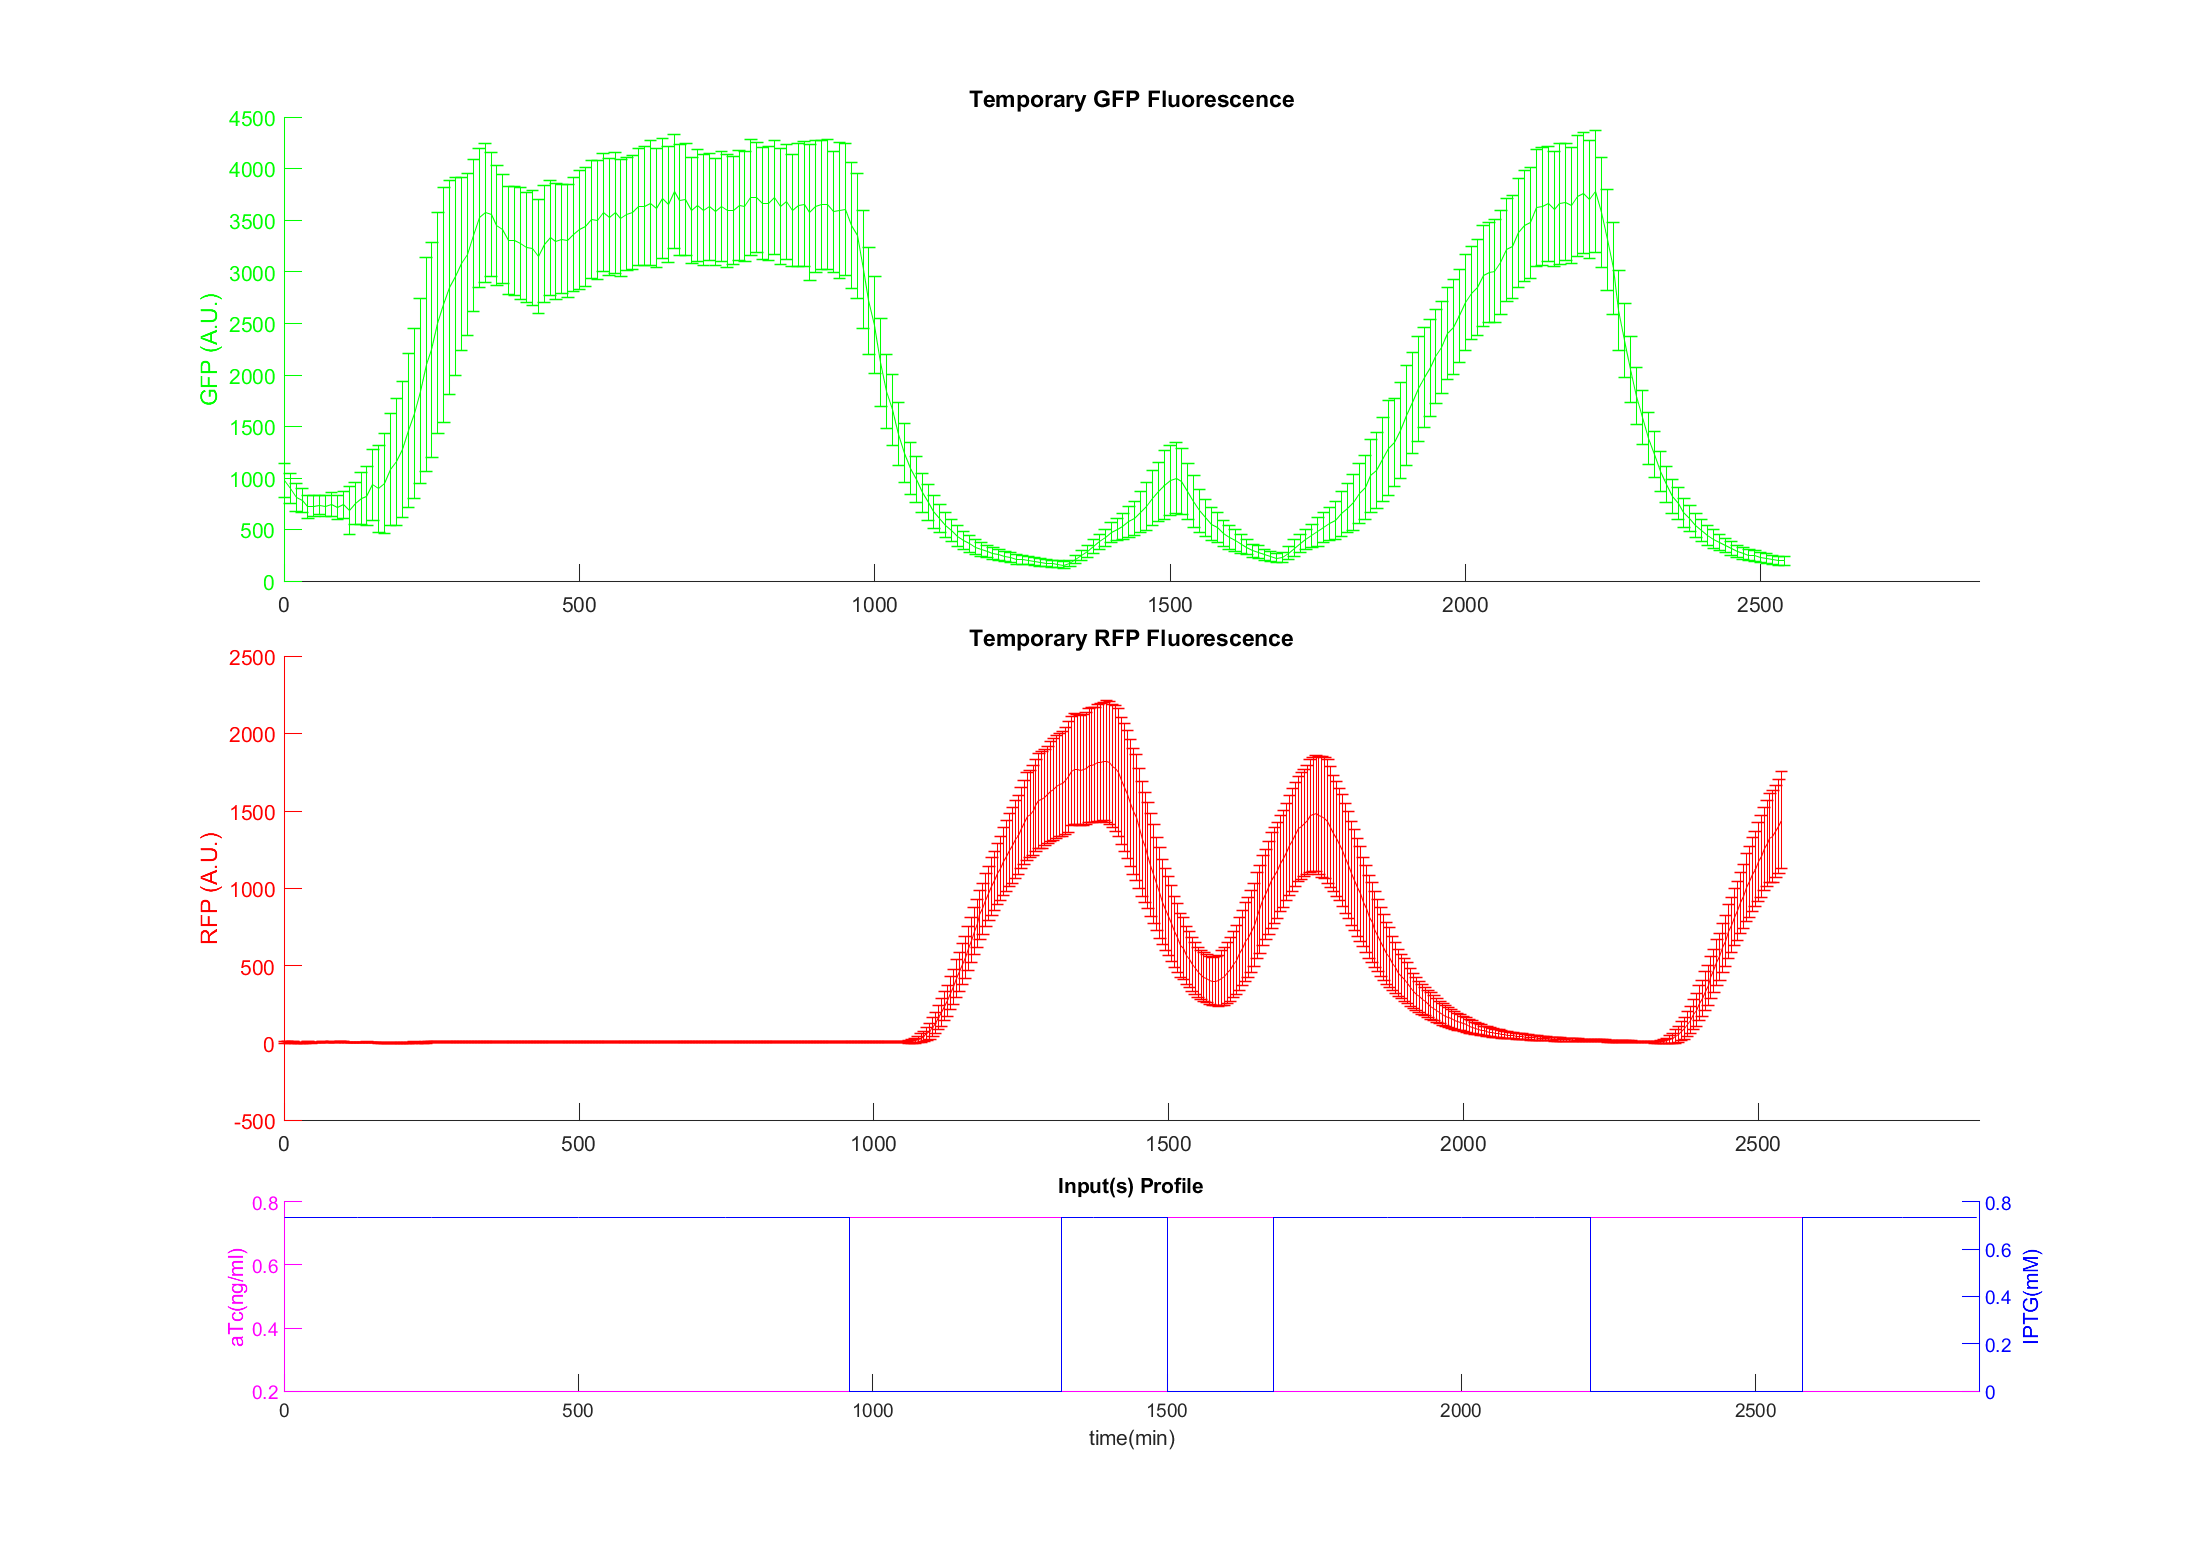 Temporary GFP Fluorescence
4500
4000
3500
3000
2500
2000
1500
1000
500
0
GFP (A.U.)
0 500 1000 1500 2000 2500
Temporary RFP Fluorescence
2500
2000
1500
1000
500
0
-500
RFP (A.U.)
0 500 1000 1500 2000 2500
Input(s) Profile
0.8
0.6
0.4
0.2
aTc(ng/ml)
0.8
0.6
0.4
0.2
0
IPTG(mM)
0 500 1000 1500 2000 2500
time(min)